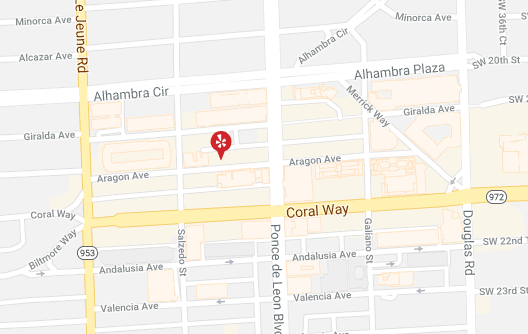 Minorca Ave
Minorca Ave
Le Jeune Rd
SW 36th Ct
Alhambra Cir
Alcazar Ave
SW 20th St
Alhambra Plaza
Alhambra Cir
Merrick Way
Giralda Ave
Giralda Ave
Aragon Ave
Aragon Ave
972
Coral Way
Coral Way
Biltmore Way
Salzedo St
Ponce de Leon Blvd
Galiano St
Douglas Rd
SW 22nd T
953
Andalusia Ave
Andalusia Ave
SW 23rd St
Valencia Ave
Valencia Ave